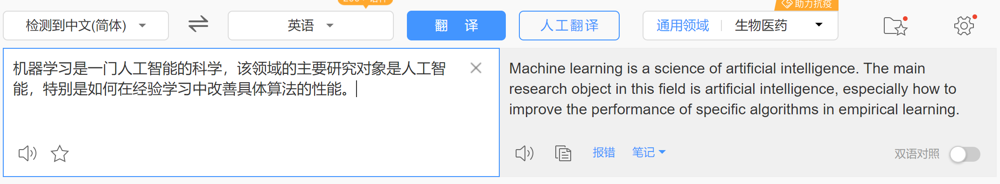 助力抗疫
检测到中文(简体)
英语
翻 译
人工翻译
通用领域
生物医药
机器学习是一门人工智能的科学，该领域的主要研究对象是人工智
能，特别是如何在经验学习中改善具体算法的性能。
Machine learning is a science of artificial intelligence. The main
research object in this field is artificial intelligence, especially how to
improve the performance of specific algorithms in empirical learning.
报错
笔记
双语对照